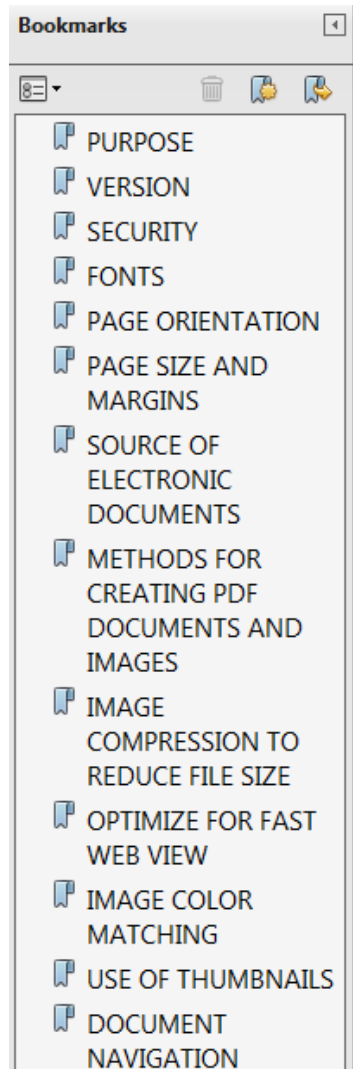 Bookmarks
PURPOSE
VERSION
SECURITY
FONTS
PAGE ORIENTATION
PAGE SIZE AND
MARGINS
SOURCE OF
ELECTRONIC
DOCUMENTS
METHODS FOR
CREATING PDF
DOCUMENTS AND
IMAGES
IMAGE
COMPRESSION TO
REDUCE FILE SIZE
OPTIMIZE FOR FAST
WEB VIEW
IMAGE COLOR
MATCHING
USE OF THUMBNAILS
DOCUMENT
NAVIGATION